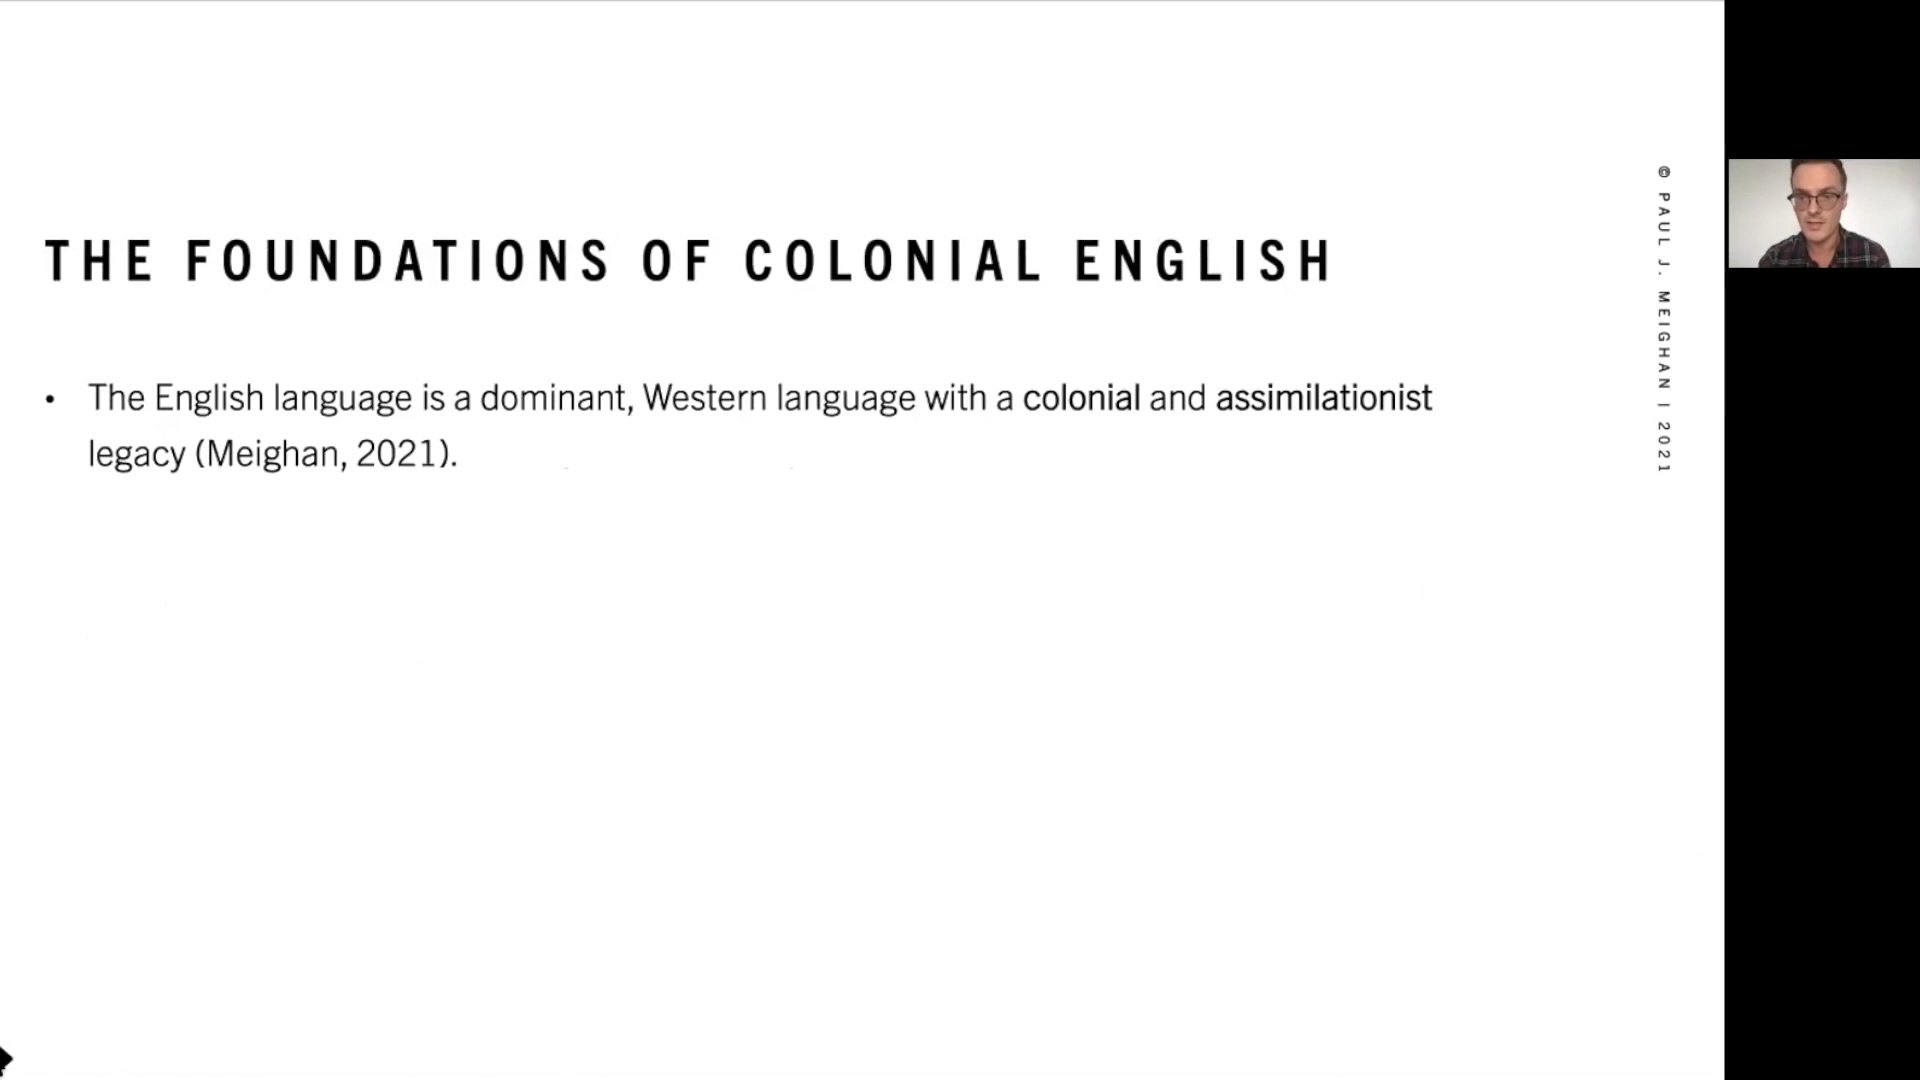 THE FOUNDATIONS OF COLONIAL ENGLISH
• The English language is a dominant, Western language with a colonial and assimilationist
legacy (Meighan, 2021).
© PAUL J. MEIGHAN | 2021